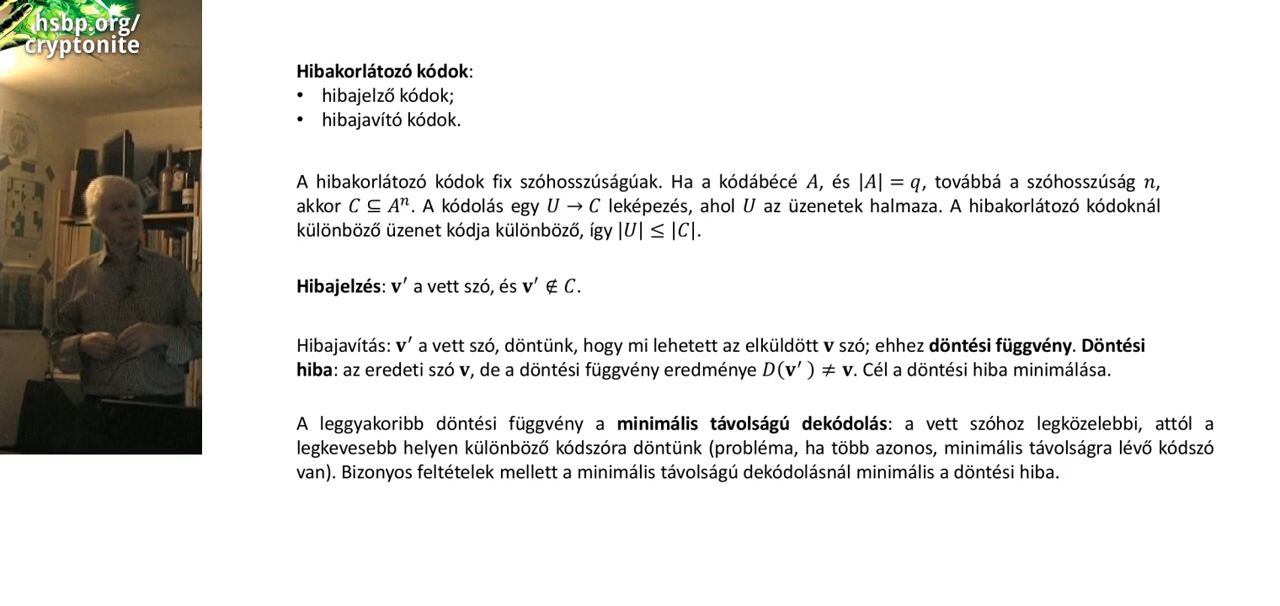 hsbp.org/
cryptonite
Hibakorlátozó kódok:
• hibajelző kódok;
• hibajavító kódok.
A hibakorlátozó kódok fix szóhosszúságúak. Ha a kódábécé A, és |A| = q, továbbá a szóhosszúság n,
akkor C ⊆ Aⁿ. A kódolás egy U → C leképezés, ahol U az üzenetek halmaza. A hibakorlátozó kódoknál
különböző üzenet kódja különböző, így |U| ≤ |C|.
Hibajelzés: v′ a vett szó, és v′ ∉ C.
Hibajavítás: v′ a vett szó, döntünk, hogy mi lehetett az elküldött v szó; ehhez döntési függvény. Döntési
hiba: az eredeti szó v, de a döntési függvény eredménye D(v′ ) ≠ v. Cél a döntési hiba minimálása.
A leggyakoribb döntési függvény a minimális távolságú dekódolás: a vett szóhoz legközelebbi, attól a
legkevesebb helyen különböző kódszóra döntünk (probléma, ha több azonos, minimális távolságra lévő kódszó
van). Bizonyos feltételek mellett a minimális távolságú dekódolásnál minimális a döntési hiba.